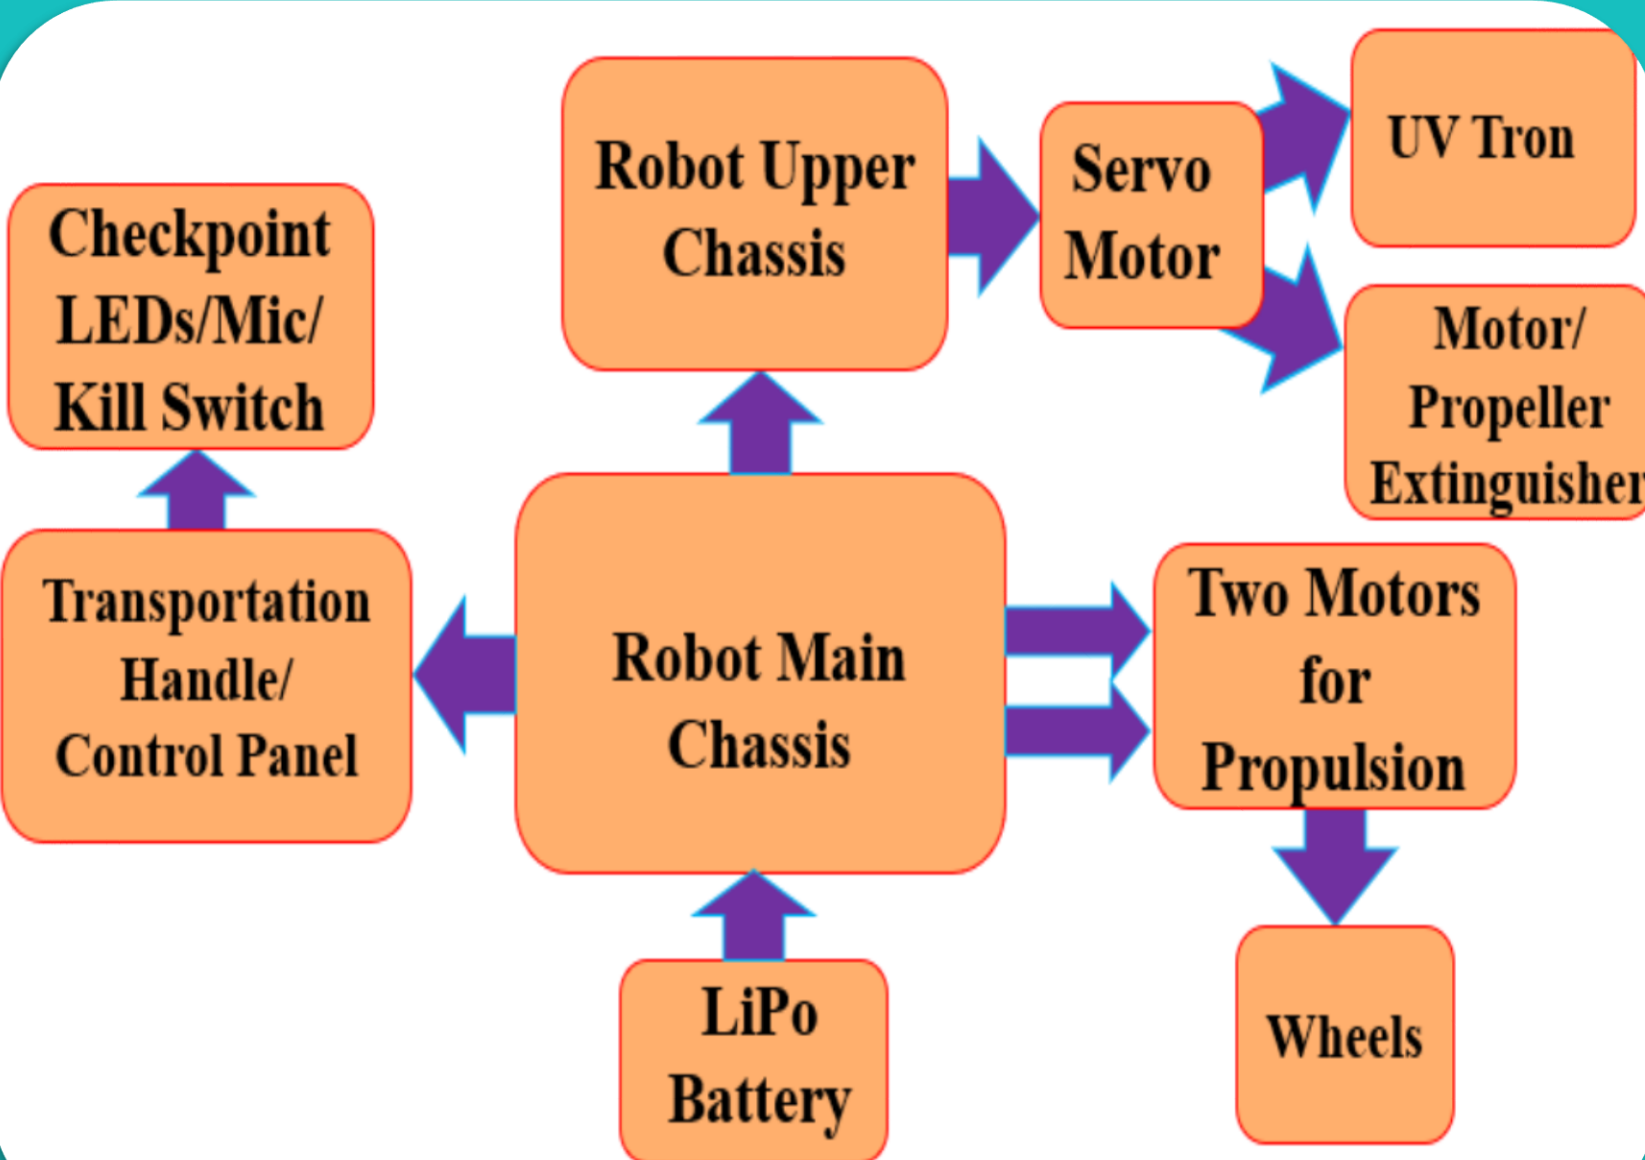 Robot Upper
Chassis
Servo
Motor
UV Tron
Motor/
Propeller
Extinguisher
Checkpoint
LEDs/Mic/
Kill Switch
Transportation
Handle/
Control Panel
Robot Main
Chassis
Two Motors
for
Propulsion
LiPo
Battery
Wheels